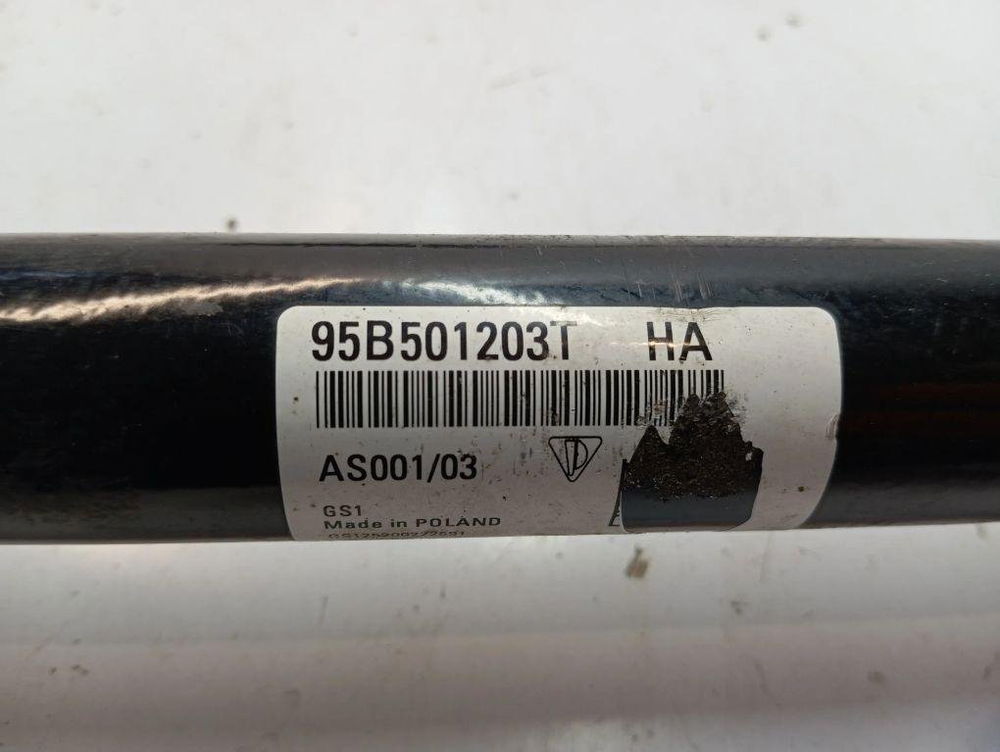 95B501203T HA
AS001/03
GS1
Made in POLAND